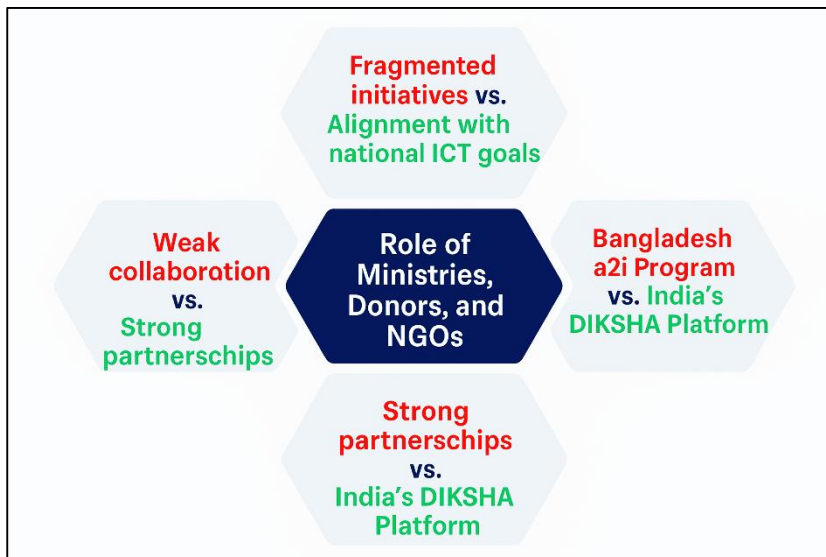 Fragmented
initiatives vs.
Alignment with
national ICT goals
Weak
collaboration
vs.
Strong
partnerschips
Role of
Ministries,
Donors, and
NGOs
Bangladesh
a2i Program
vs. India's
DIKSHA Platform
Strong
partnerschips
vs.
India's DIKSHA
Platform